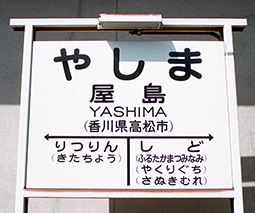 やしま
屋島
YASHIMA
(香川県高松市)
りつりん
(きたちょう)
しど
(ふるたかまつみなみ)
(やくりぐち)
(さぬきむれ)